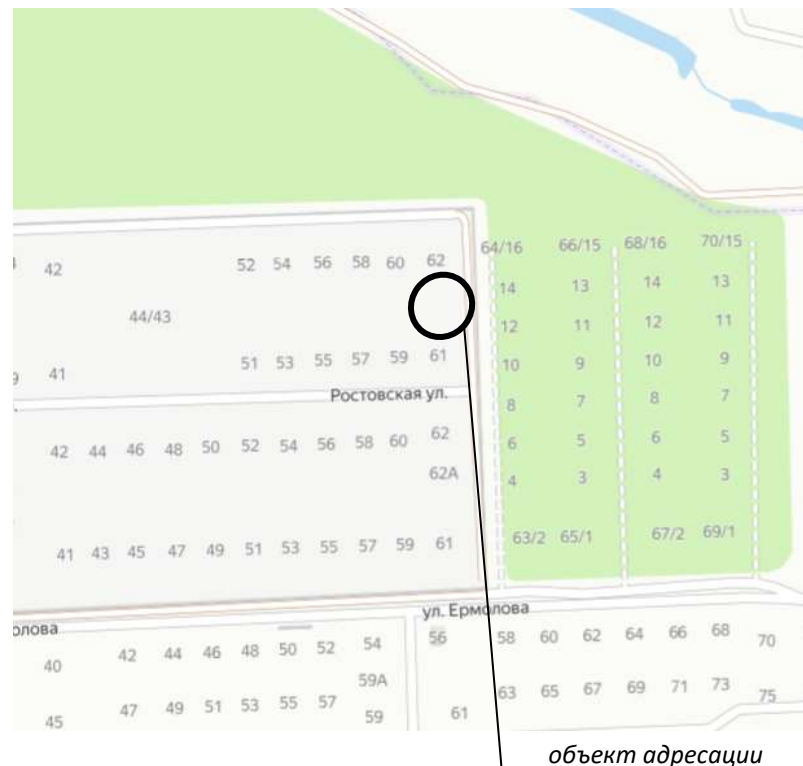 64/16 66/15 68/16 70/15
42 52 54 56 58 60 62
14 13 14 13
44/43
12 11 12 11
41 51 53 55 57 59 61
10 9 10 9
Ростовская ул.
8 7 8 7
42 44 46 48 50 52 54 56 58 60 62
6 5 6 5
62А
4 3 4 3
41 43 45 47 49 51 53 55 57 59 61
63/2 65/1 67/2 69/1
ул. Ермолова
олова
40 42 44 46 48 50 52 54 56 58 60 62 64 66 68 70
59А
45 47 49 51 53 55 57 59 61 63 65 67 69 71 73 75
объект адресации